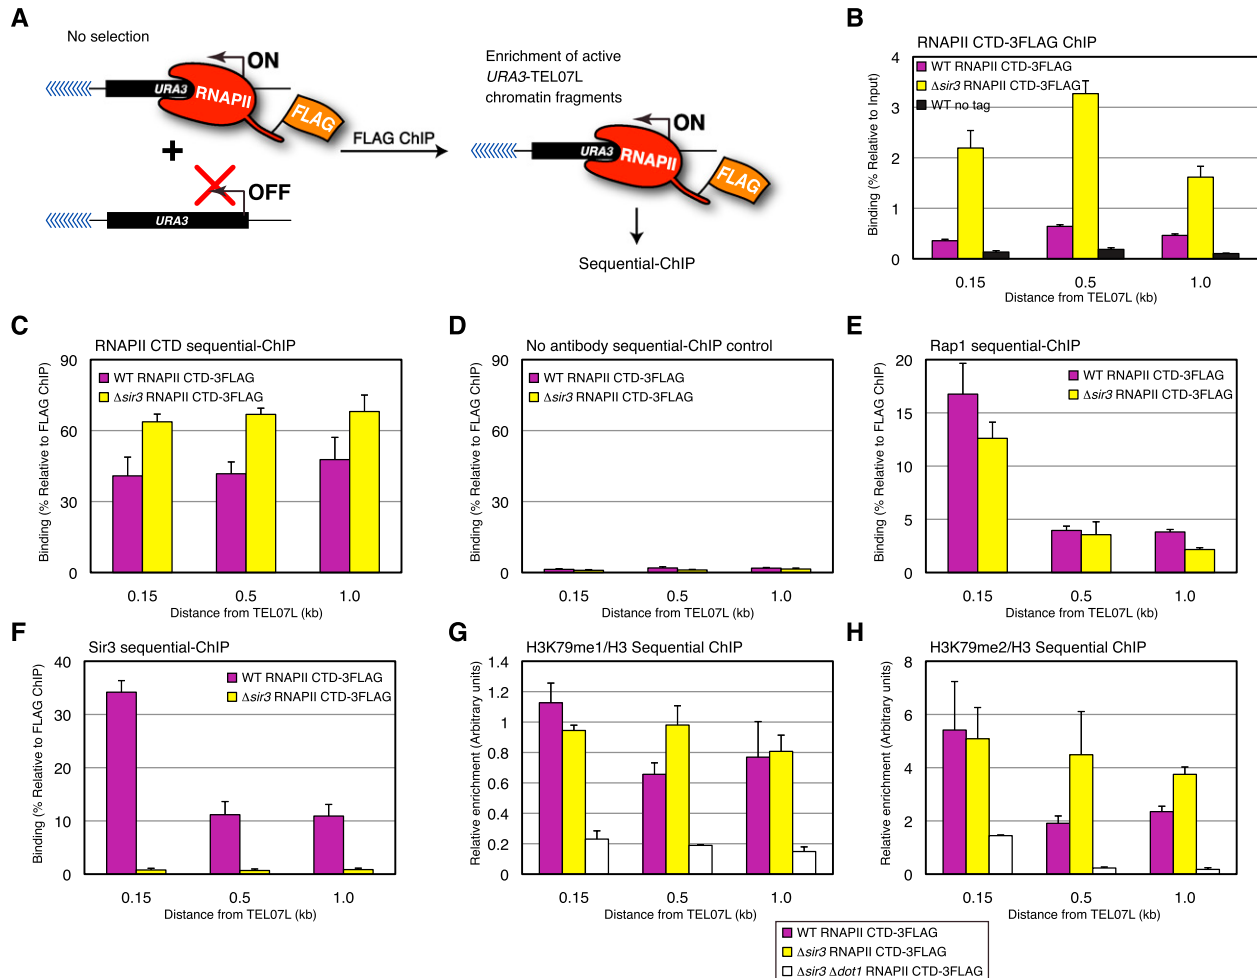 A
No selection
ON
URA3
RNAPII
FLAG
+
OFF
URA3
FLAG ChIP
Enrichment of active
URA3-TEL07L
chromatin fragments
ON
URA3
RNAPII
FLAG
Sequential-ChIP
B
RNAPII CTD-3FLAG ChIP
WT RNAPII CTD-3FLAG
Δsir3 RNAPII CTD-3FLAG
WT no tag
Binding (% Relative to Input)
4
3
2
1
0
0.15 0.5 1.0
Distance from TEL07L (kb)
C
RNAPII CTD sequential-ChIP
WT RNAPII CTD-3FLAG
Δsir3 RNAPII CTD-3FLAG
Binding (% Relative to FLAG ChIP)
90
60
30
0
0.15 0.5 1.0
Distance from TEL07L (kb)
D
No antibody sequential-ChIP control
WT RNAPII CTD-3FLAG
Δsir3 RNAPII CTD-3FLAG
Binding (% Relative to FLAG ChIP)
90
60
30
0
0.15 0.5 1.0
Distance from TEL07L (kb)
E
Rap1 sequential-ChIP
WT RNAPII CTD-3FLAG
Δsir3 RNAPII CTD-3FLAG
Binding (% Relative to FLAG ChIP)
20
15
10
5
0
0.15 0.5 1.0
Distance from TEL07L (kb)
F
Sir3 sequential-ChIP
WT RNAPII CTD-3FLAG
Δsir3 RNAPII CTD-3FLAG
Binding (% Relative to FLAG ChIP)
40
30
20
10
0
0.15 0.5 1.0
Distance from TEL07L (kb)
G
H3K79me1/H3 Sequential ChIP
Relative enrichment (Arbitrary units)
1.4
1.2
1
0.8
0.6
0.4
0.2
0
0.15 0.5 1.0
Distance from TEL07L (kb)
H
H3K79me2/H3 Sequential ChIP
Relative enrichment (Arbitrary units)
8
6
4
2
0
0.15 0.5 1.0
Distance from TEL07L (kb)
WT RNAPII CTD-3FLAG
Δsir3 RNAPII CTD-3FLAG
Δsir3 Δdot1 RNAPII CTD-3FLAG